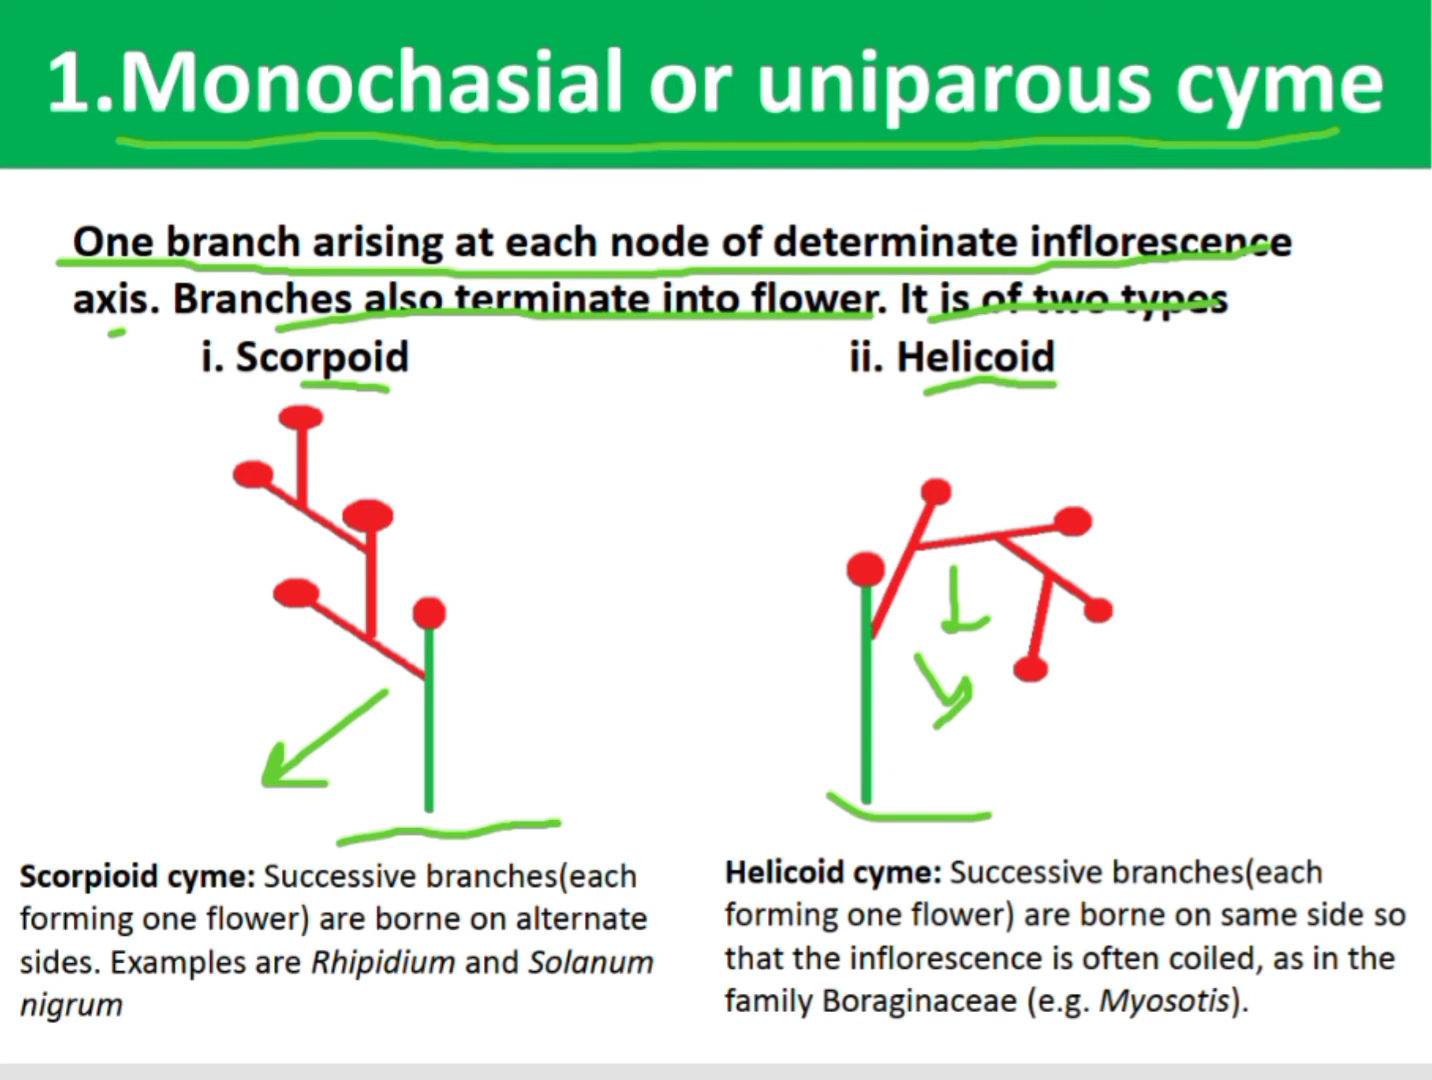 1.Monochasial or uniparous cyme
One branch arising at each node of determinate inflorescence
axis. Branches also terminate into flower. It is of two types
i. Scorpoid
ii. Helicoid
Scorpioid cyme: Successive branches(each
forming one flower) are borne on alternate
sides. Examples are Rhipidium and Solanum
nigrum
Helicoid cyme: Successive branches(each
forming one flower) are borne on same side so
that the inflorescence is often coiled, as in the
family Boraginaceae (e.g. Myosotis).